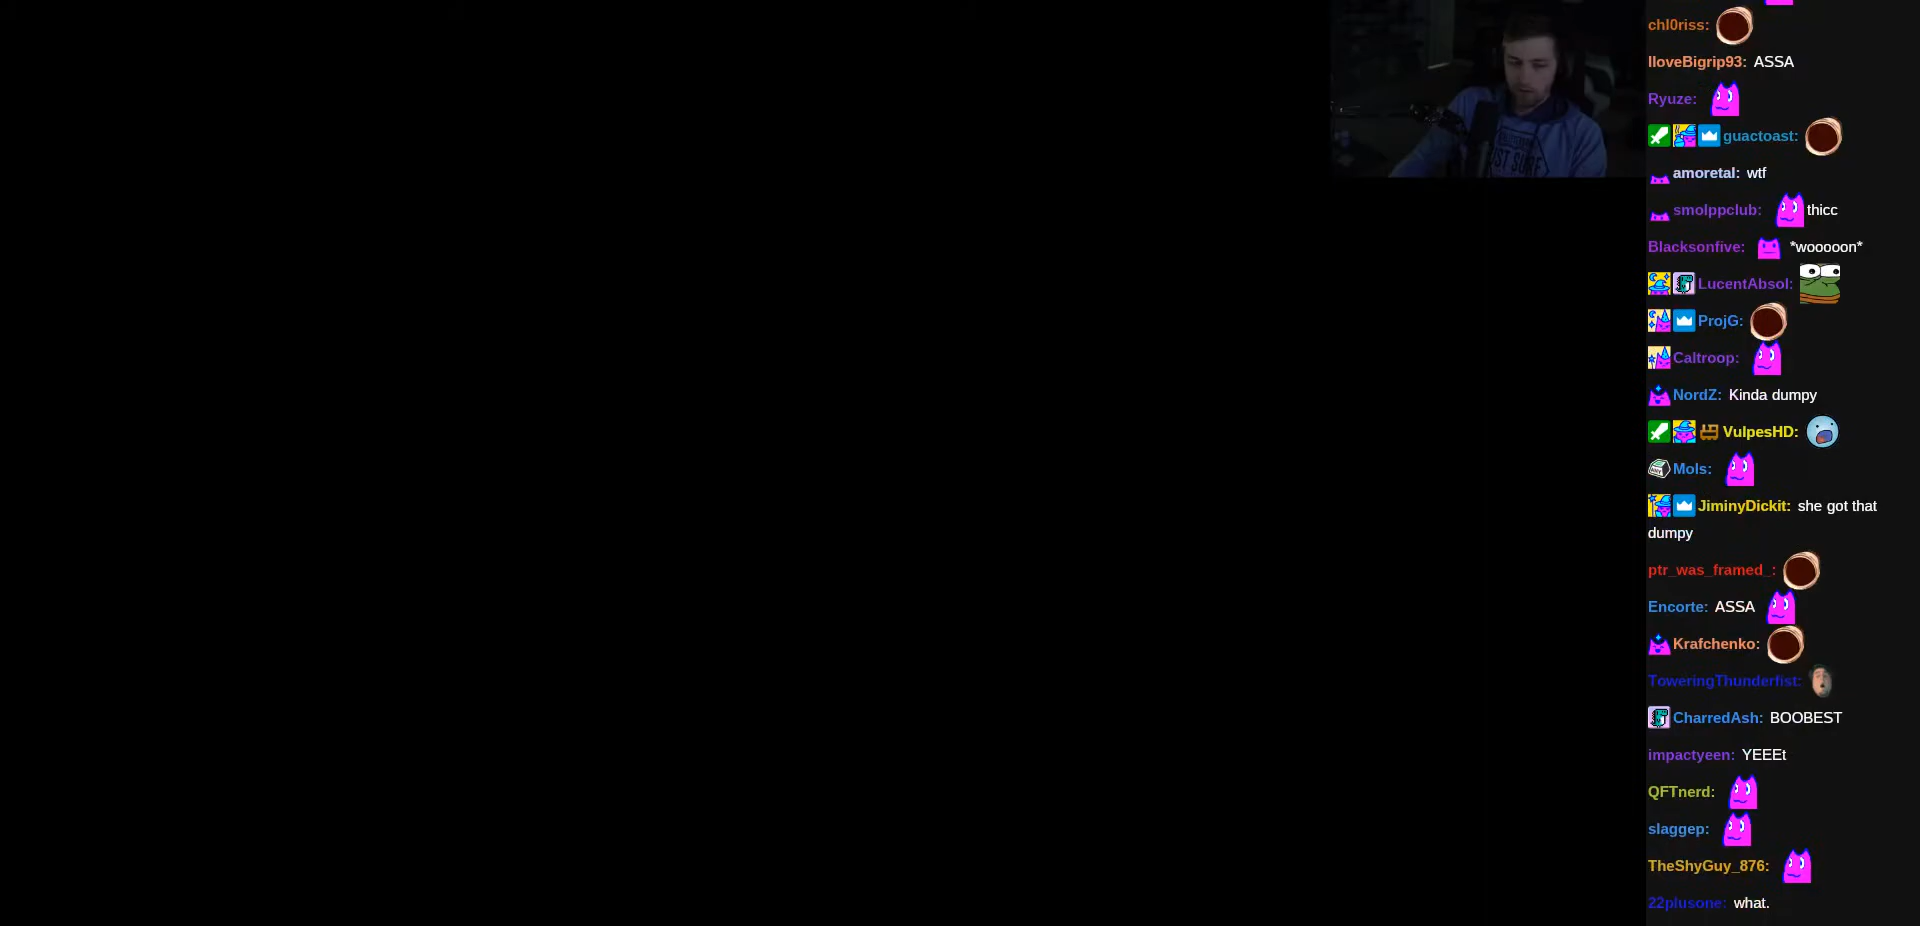 chl0riss:
IloveBigrip93: ASSA
Ryuze:
guactoast:
amoretal: wtf
smolppclub: thicc
Blacksonfive: *wooooon*
LucentAbsol:
ProjG:
Caltroop:
NordZ: Kinda dumpy
VulpesHD:
Mols:
JiminyDickit: she got that
dumpy
ptr_was_framed_:
Encorte: ASSA
Krafchenko:
ToweringThunderfist:
CharredAsh: BOOBEST
impactyeen: YEEEt
QFTnerd:
slaggep:
TheShyGuy_876:
22plusone: what.